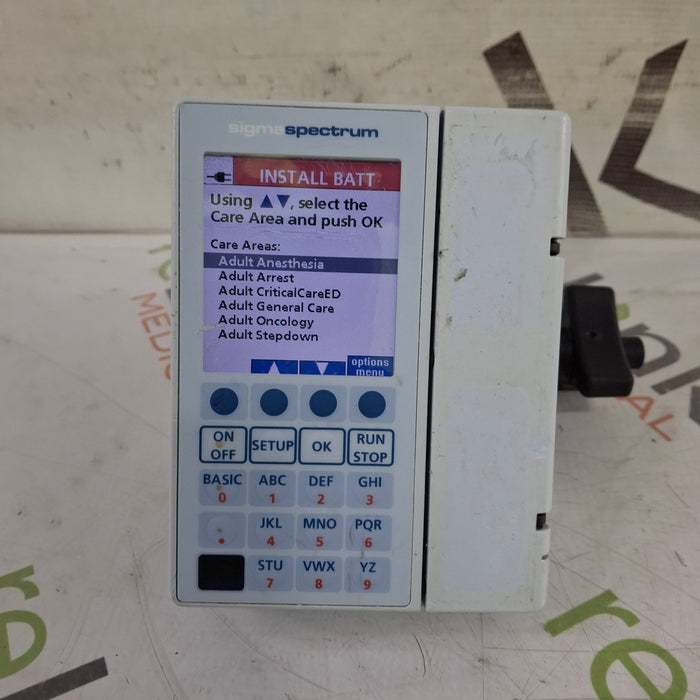 sigmaspectrum
INSTALL BATT
Using ▲▼, select the
Care Area and push OK
Care Areas:
Adult Anesthesia
Adult Arrest
Adult CriticalCareED
Adult General Care
Adult Oncology
Adult Stepdown
options
menu
ON
OFF
SETUP
OK
RUN
STOP
BASIC
0
ABC
1
DEF
2
GHI
3
.
JKL
4
MNO
5
PQR
6
STU
7
VWX
8
YZ
9